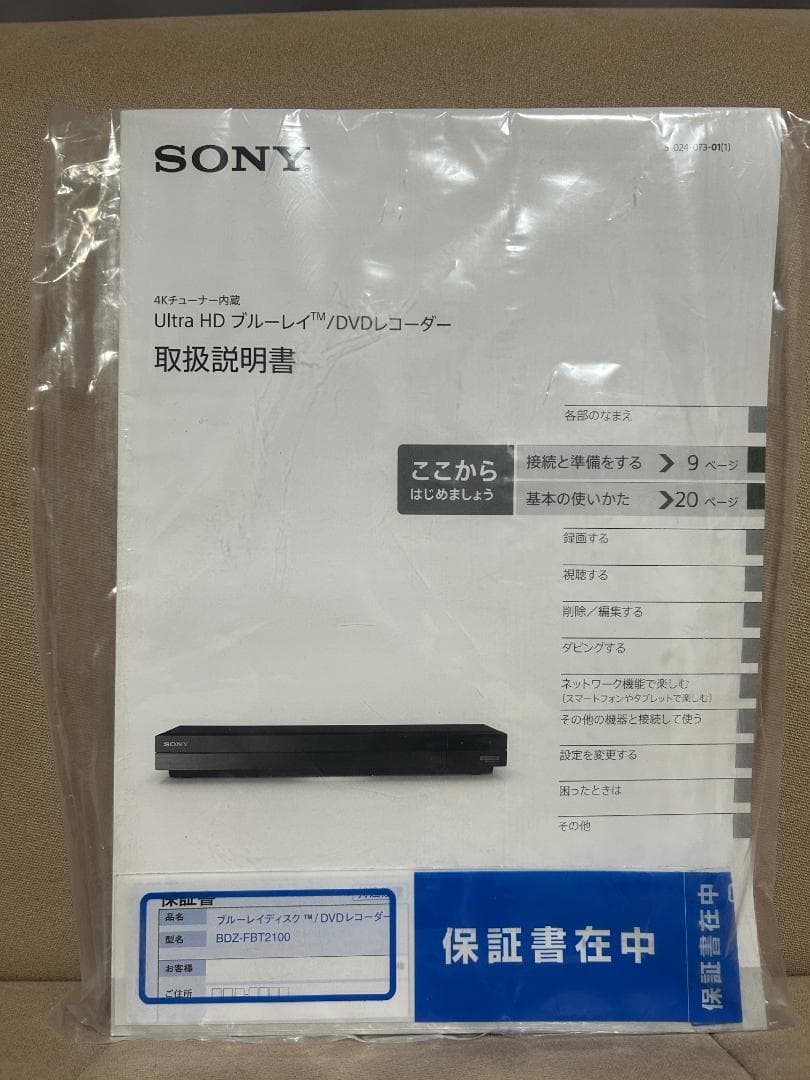 SONY
024-073-01(1)
4Kチューナー内蔵
Ultra HD ブルーレイ™/DVDレコーダー
取扱説明書
各部のなまえ
ここから
はじめましょう
接続と準備をする 9 ページ
基本の使いかた 20 ページ
録画する
視聴する
削除／編集する
ダビングする
ネットワーク機能で楽しむ
(スマートフォンやタブレットで楽しむ)
その他の機器と接続して使う
設定を変更する
困ったときは
その他
SONY
保証書
品名 ブルーレイディスク™/DVDレコーダー
型名 BDZ-FBT2100
お客様
ご住所
保証書在中
保証書在中